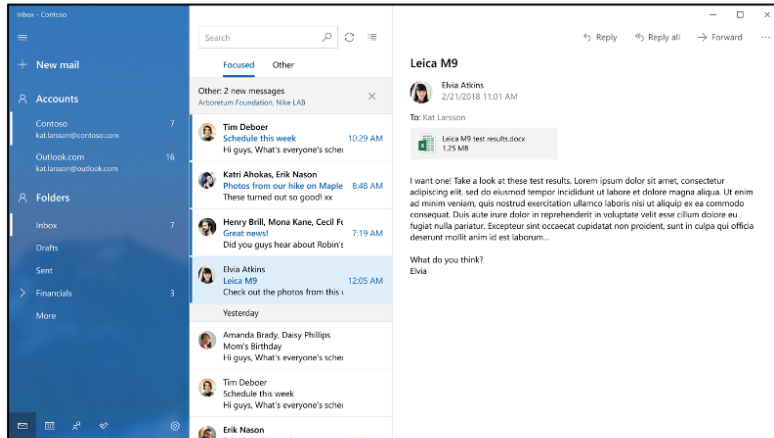 Inbox - Contoso
New mail
Accounts
Contoso 7
kat.larsson@contoso.com
Outlook.com 16
kat.larsson@outlook.com
Folders
Inbox 7
Drafts
Sent
Financials 3
More
Search
Focused Other
Other: 2 new messages
Arboretum Foundation, Nike LAB
Tim Deboer
Schedule this week 10:29 AM
Hi guys, What's everyone's sche
Katri Ahokas, Erik Nason
Photos from our hike on Maple 8:48 AM
These turned out so good! xx
Henry Brill, Mona Kane, Cecil Fo
Great news! 7:19 AM
Did you guys hear about Robin's
Elvia Atkins
Leica M9 12:05 AM
Check out the photos from this
Yesterday
Amanda Brady, Daisy Phillips
Mom's Birthday
Hi guys, What's everyone's sche
Tim Deboer
Schedule this week
Hi guys, What's everyone's sche
Erik Nason
Reply Reply all Forward
Leica M9
Elvia Atkins
2/21/2018 11:01 AM
To: Kat Larsson
Leica M9 test results.docx
1.25 MB
I want one! Take a look at these test results. Lorem ipsum dolor sit amet, consectetur
adipiscing elit, sed do eiusmod tempor incididunt ut labore et dolore magna aliqua. Ut enim
ad minim veniam, quis nostrud exercitation ullamco laboris nisi ut aliquip ex ea commodo
consequat. Duis aute irure dolor in reprehenderit in voluptate velit esse cillum dolore eu
fugiat nulla pariatur. Excepteur sint occaecat cupidatat non proident, sunt in culpa qui officia
deserunt mollit anim id est laborum...
What do you think?
Elvia